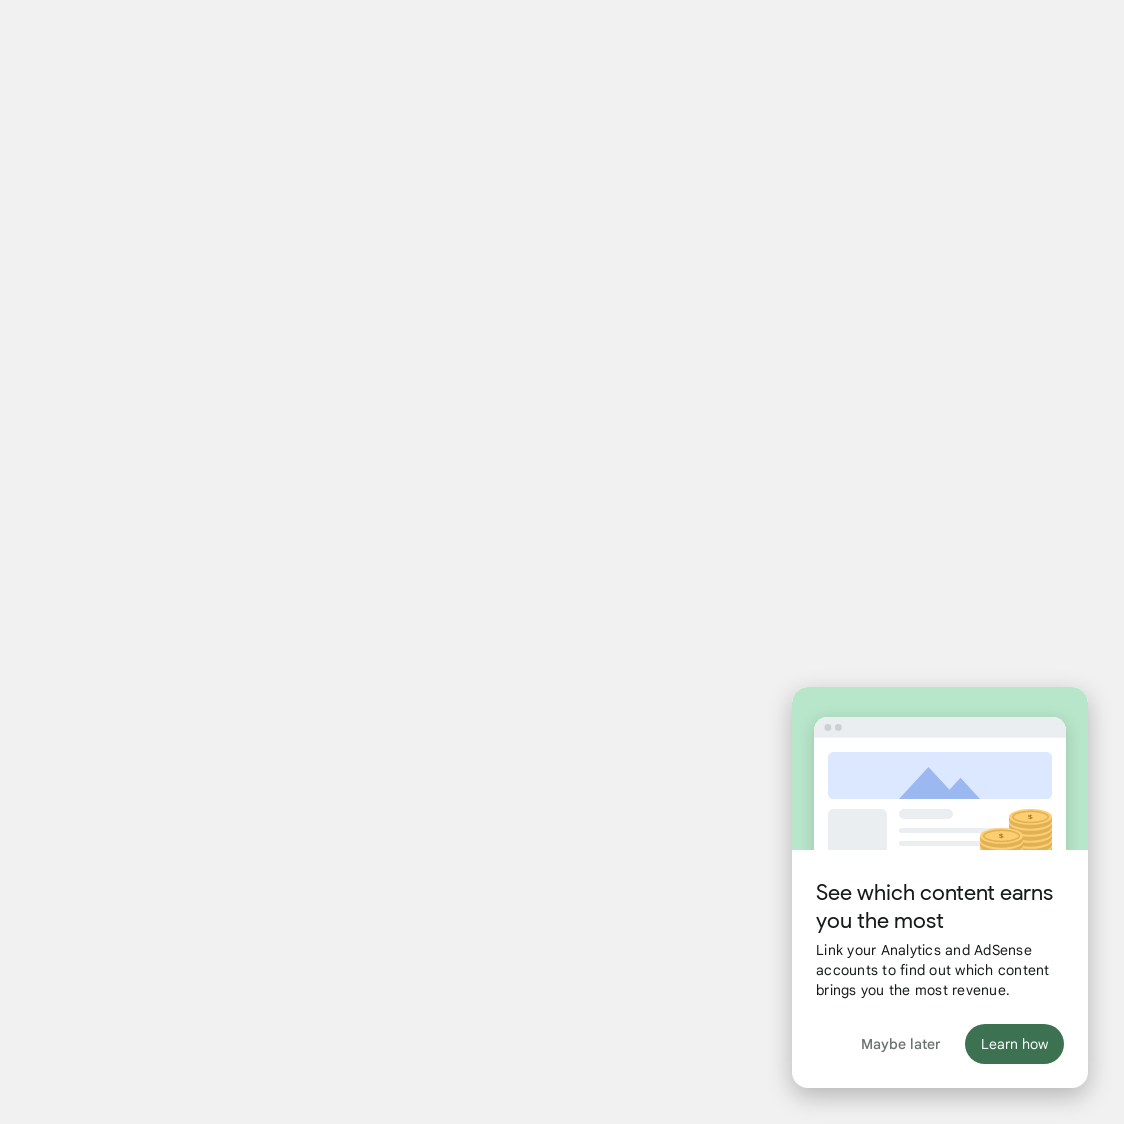 $
$
See which content earns
you the most
Link your Analytics and AdSense
accounts to find out which content
brings you the most revenue.
Maybe later
Learn how